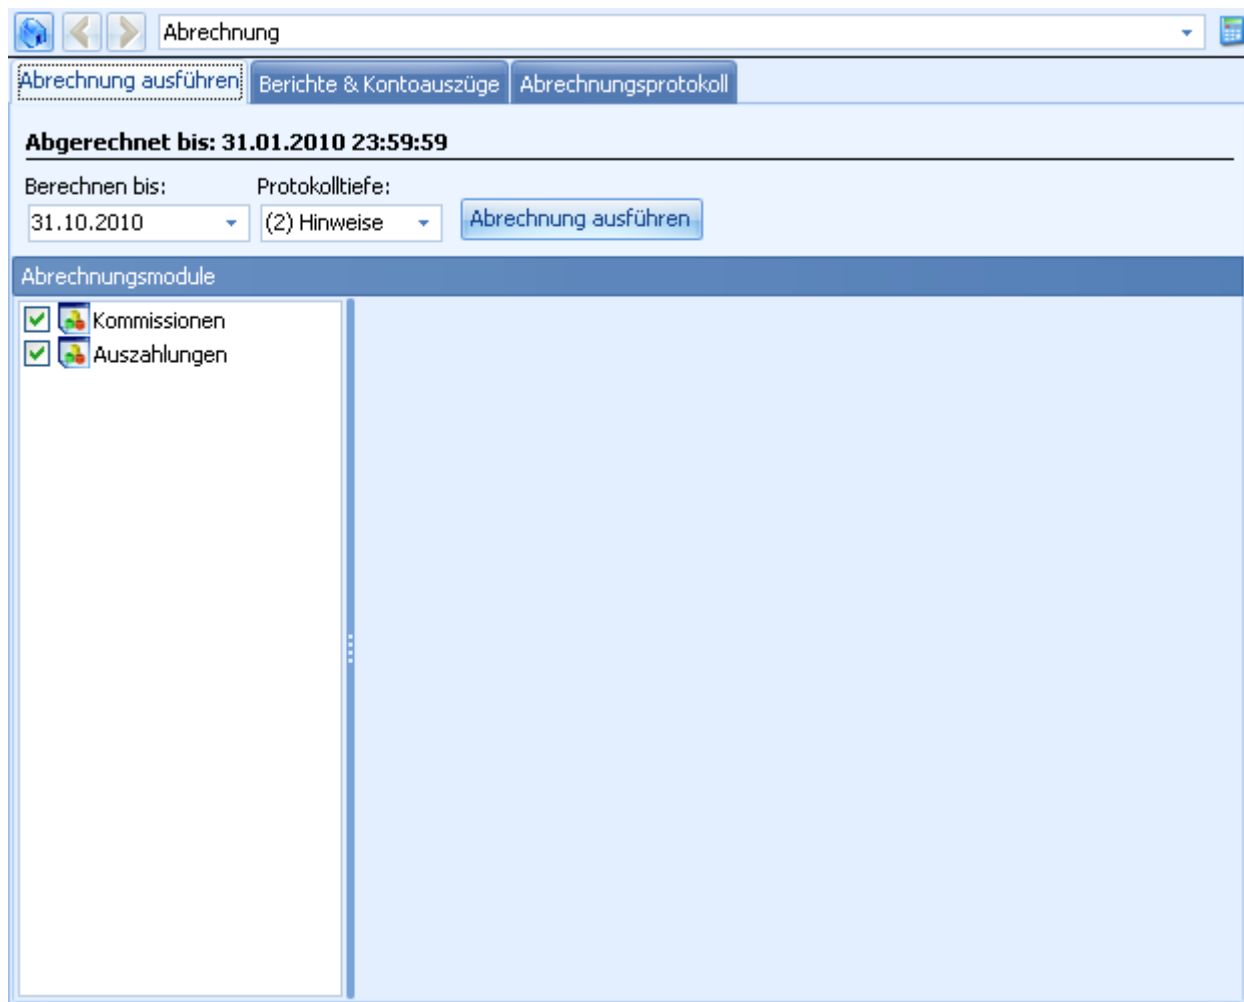 Abrechnung
Abrechnung ausführen Berichte & Kontoauszüge Abrechnungsprotokoll
Abgerechnet bis: 31.01.2010 23:59:59
Berechnen bis: Protokolltiefe:
31.10.2010 (2) Hinweise Abrechnung ausführen
Abrechnungsmodule
Kommissionen
Auszahlungen